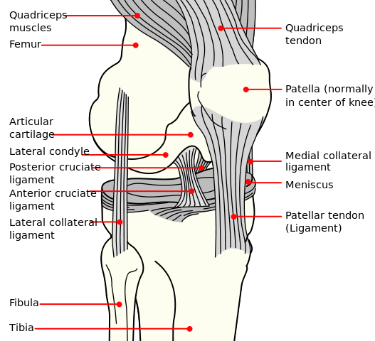 Quadriceps
muscles
Femur
Articular
cartilage
Lateral condyle
Posterior cruciate
ligament
Anterior cruciate
ligament
Lateral collateral
ligament
Fibula
Tibia
Quadriceps
tendon
Patella (normally
in center of knee)
Medial collateral
ligament
Meniscus
Patellar tendon
(Ligament)